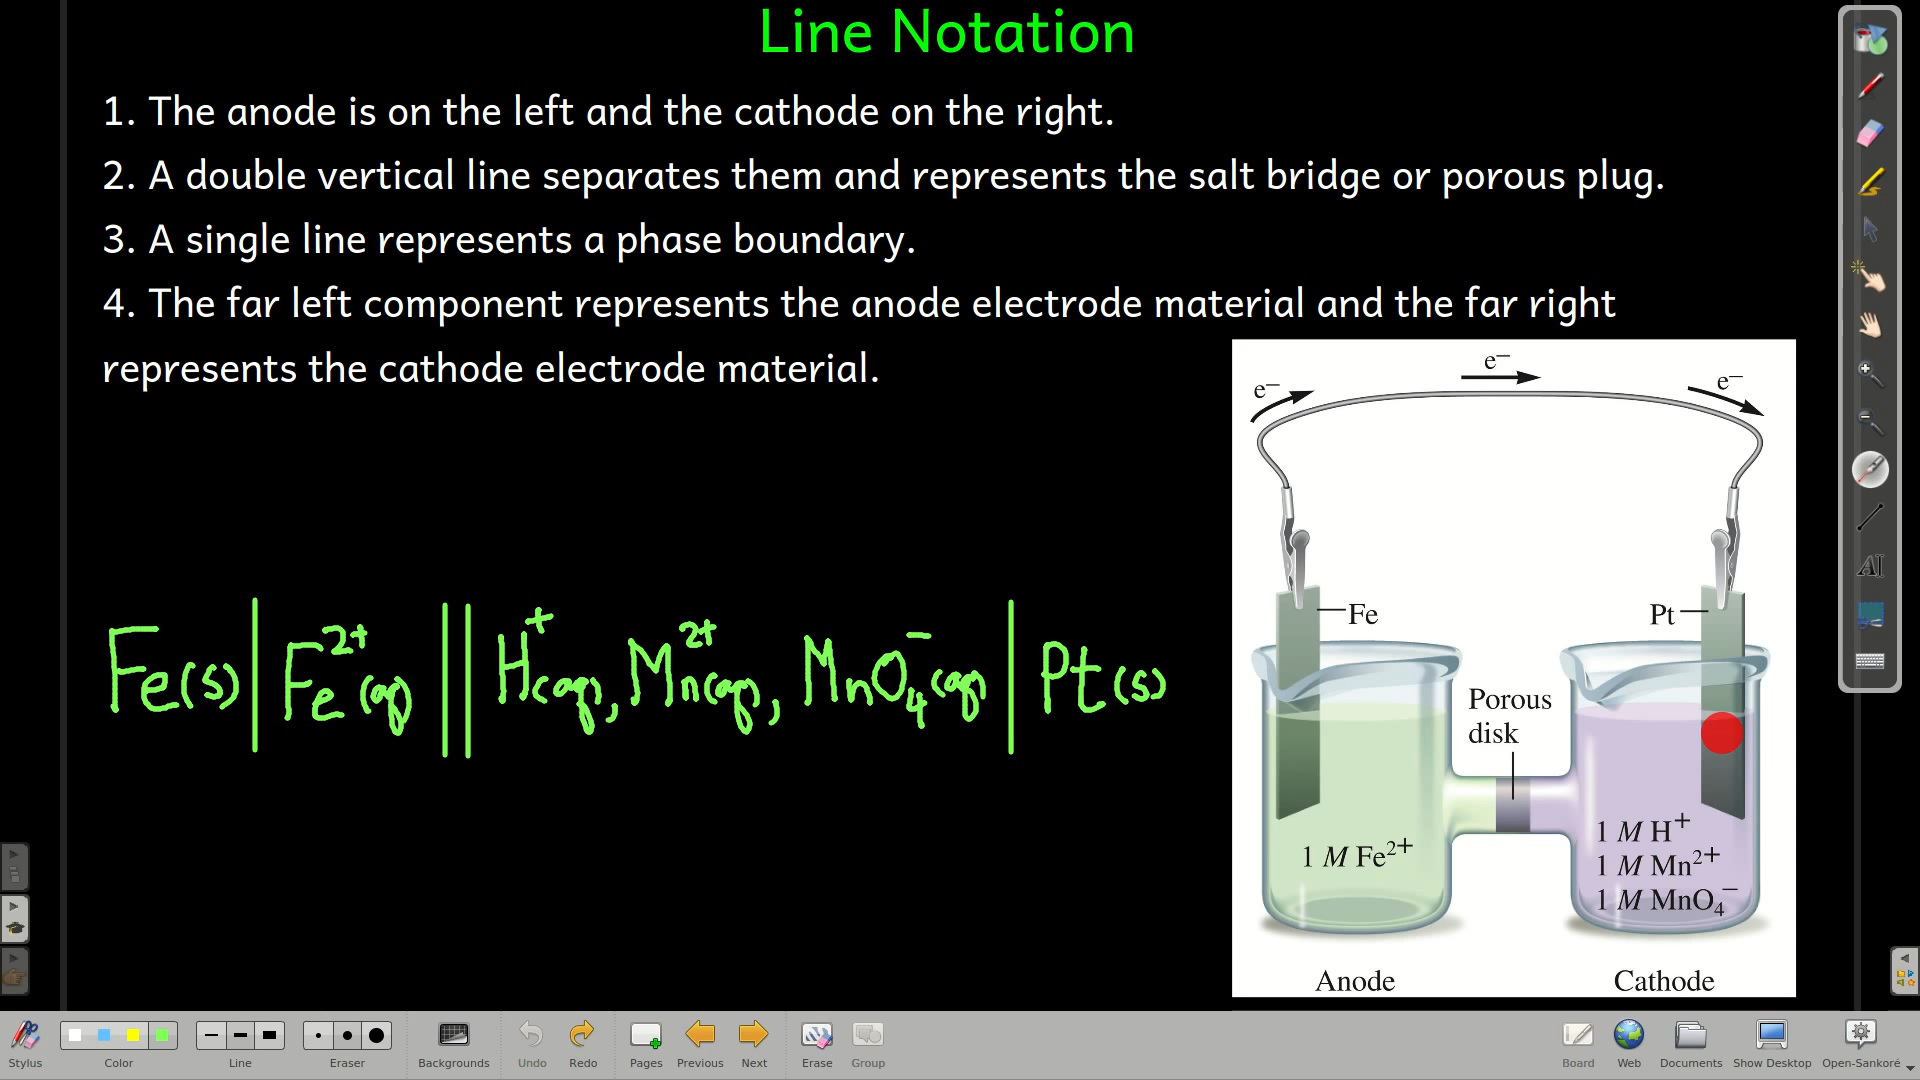 Line Notation
1. The anode is on the left and the cathode on the right.
2. A double vertical line separates them and represents the salt bridge or porous plug.
3. A single line represents a phase boundary.
4. The far left component represents the anode electrode material and the far right
represents the cathode electrode material.
Fe(s) | Fe²⁺(aq) || H⁺(aq), Mn²⁺(aq), MnO₄⁻(aq) | Pt(s)
e⁻ e⁻ e⁻
Fe Pt
Porous
disk
1 M Fe²⁺
1 M H⁺
1 M Mn²⁺
1 M MnO₄⁻
Anode Cathode
AI
Stylus Color Line Eraser Backgrounds Undo Redo Pages Previous Next Erase Group Board Web Documents Show Desktop Open-Sankoré